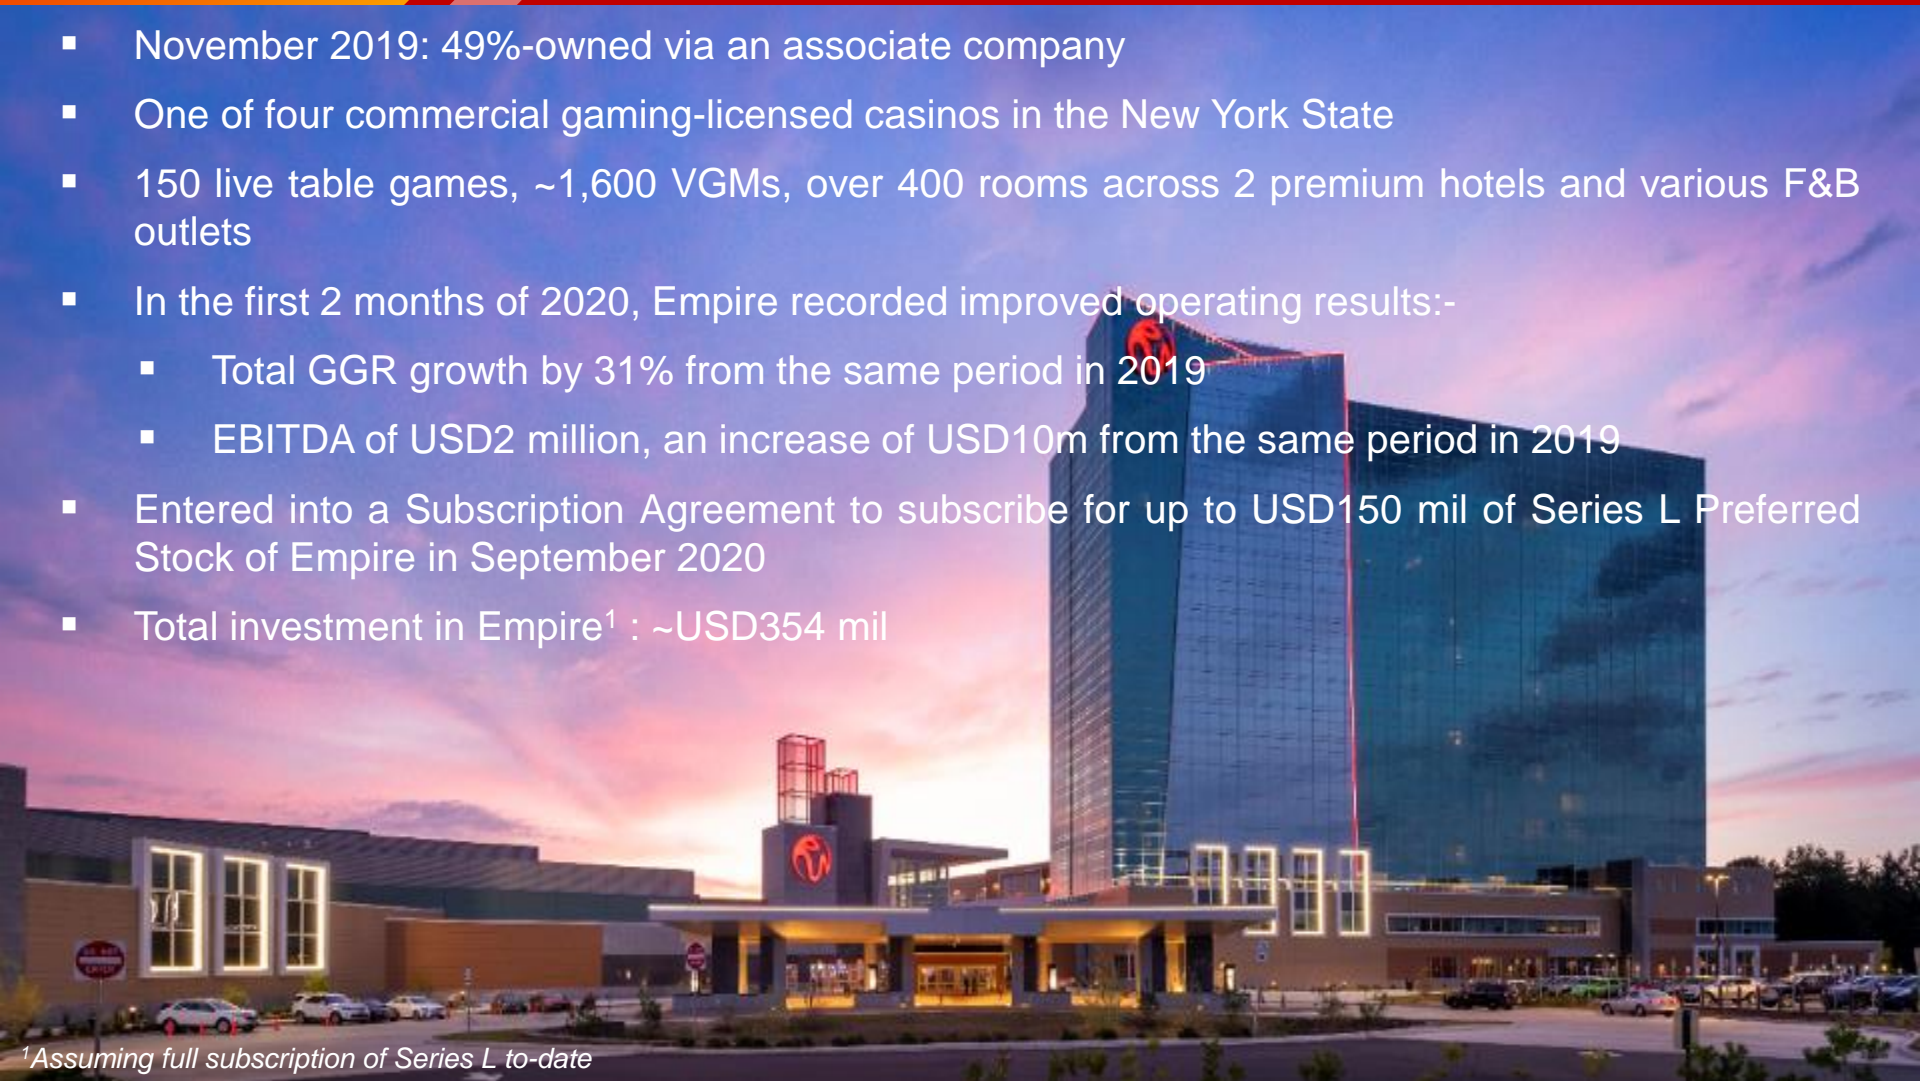 ▪ November 2019: 49%-owned via an associate company
▪ One of four commercial gaming-licensed casinos in the New York State
▪ 150 live table games, ~1,600 VGMs, over 400 rooms across 2 premium hotels and various F&B
outlets
▪ In the first 2 months of 2020, Empire recorded improved operating results:-
▪ Total GGR growth by 31% from the same period in 2019
▪ EBITDA of USD2 million, an increase of USD10m from the same period in 2019
▪ Entered into a Subscription Agreement to subscribe for up to USD150 mil of Series L Preferred
Stock of Empire in September 2020
▪ Total investment in Empire¹ : ~USD354 mil
DO NOT
ENTER
¹Assuming full subscription of Series L to-date